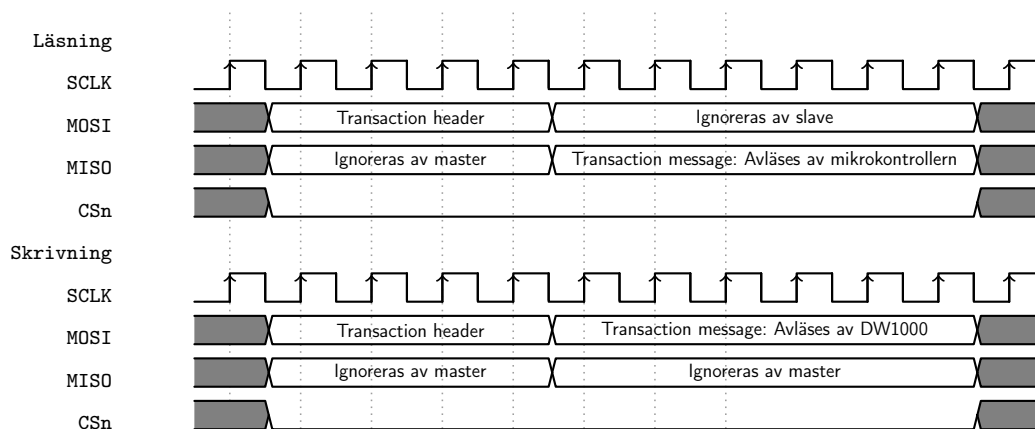 Läsning
SCLK
MOSI Transaction header Ignoreras av slave
MISO Ignoreras av master Transaction message: Avläses av mikrokontrollern
CSn
Skrivning
SCLK
MOSI Transaction header Transaction message: Avläses av DW1000
MISO Ignoreras av master Ignoreras av master
CSn